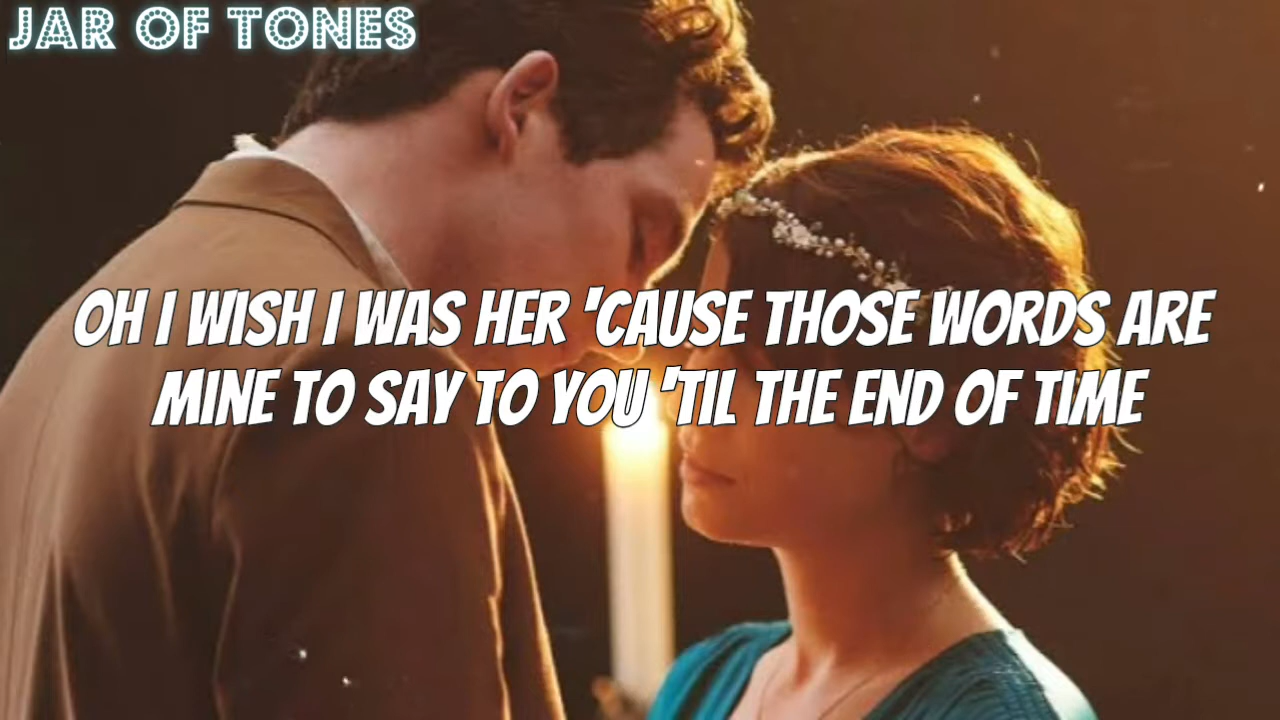 JAR OF TONES
OH I WISH I WAS HER 'CAUSE THOSE WORDS ARE
MINE TO SAY TO YOU 'TIL THE END OF TIME